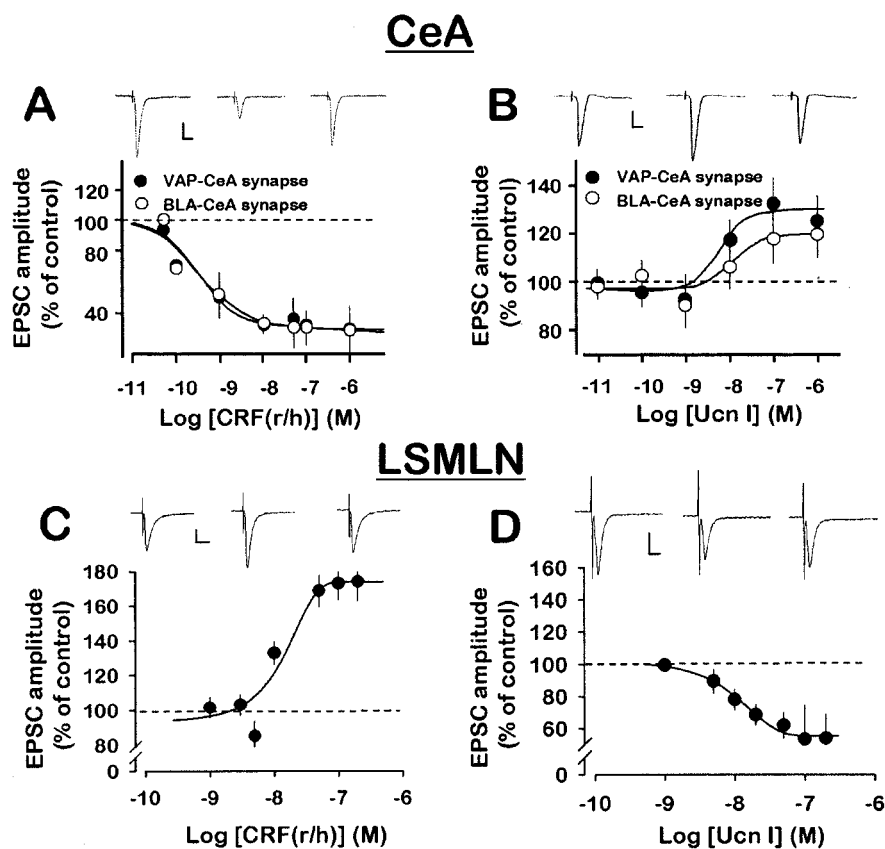 CeA
A
B
VAP-CeA synapse
BLA-CeA synapse
120
100
80
40
EPSC amplitude
(% of control)
-11 -10 -9 -8 -7 -6
Log [CRF(r/h)] (M)
VAP-CeA synapse
BLA-CeA synapse
140
120
100
80
EPSC amplitude
(% of control)
-11 -10 -9 -8 -7 -6
Log [Ucn I] (M)
LSMLN
C
D
180
160
140
120
100
80
0
EPSC amplitude
(% of control)
-10 -9 -8 -7 -6
Log [CRF(r/h)] (M)
160
140
120
100
80
60
0
EPSC amplitude
(% of control)
-10 -9 -8 -7 -6
Log [Ucn I] (M)